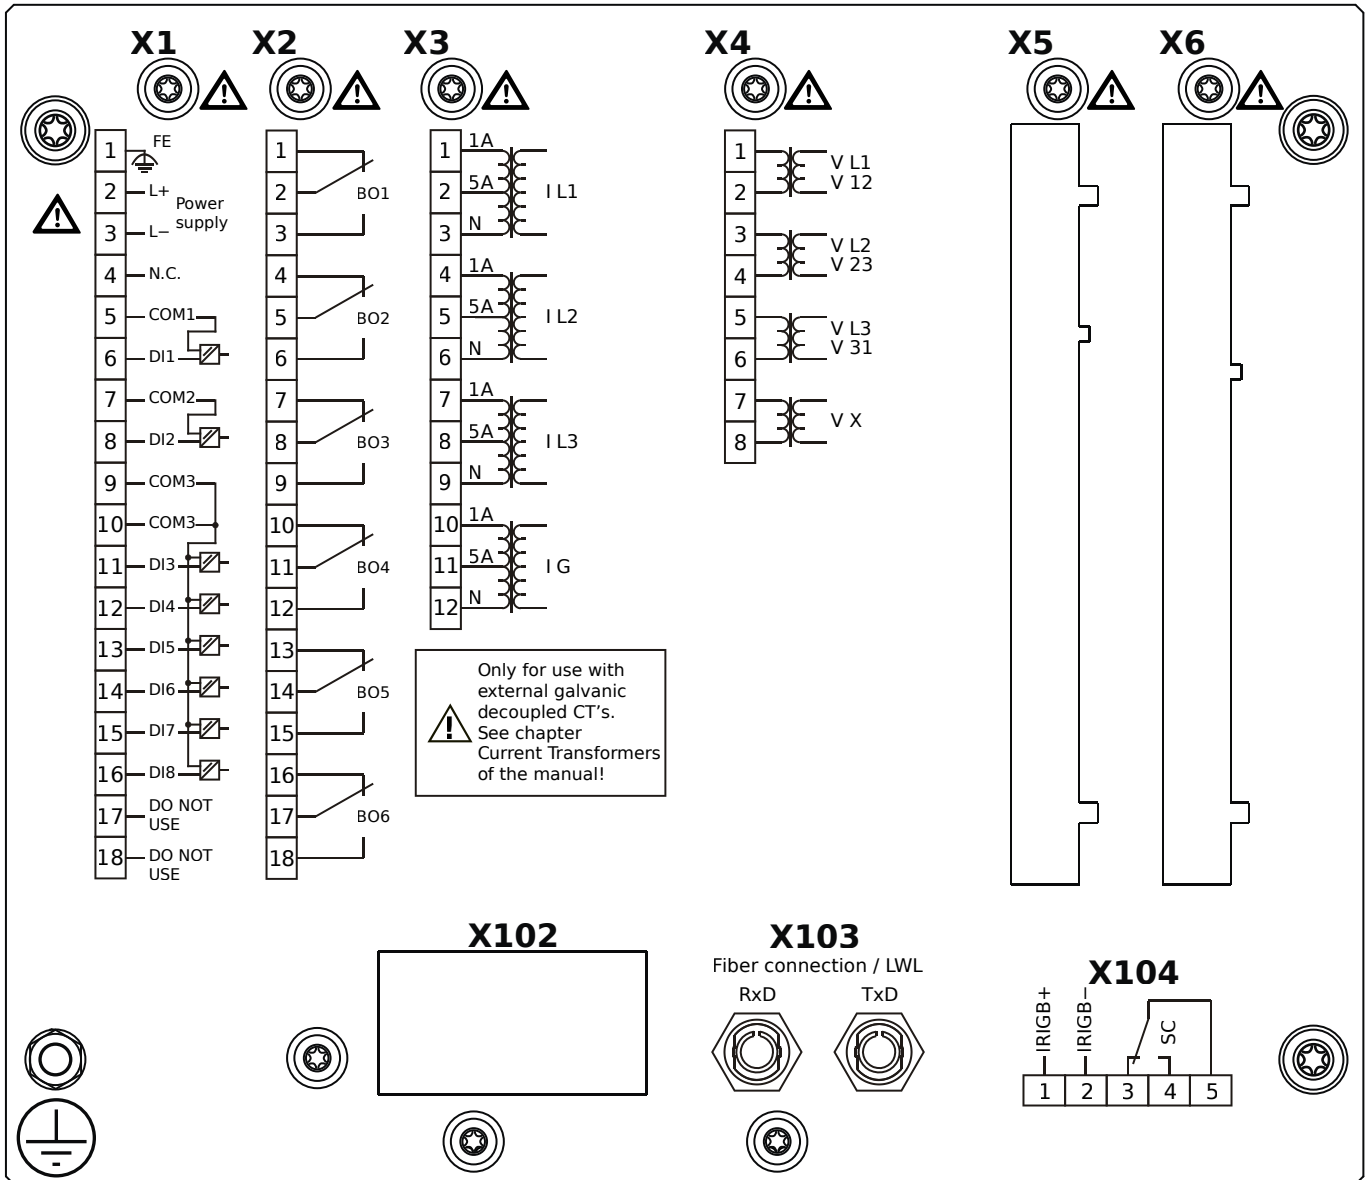 X1
X2
X3
X4
X5
X6
1 FE
2 L+
Power
supply
3 L−
4 N.C.
5 COM1
6 DI1
7 COM2
8 DI2
9 COM3
10 COM3
11 DI3
12 DI4
13 DI5
14 DI6
15 DI7
16 DI8
17 DO NOT
USE
18 DO NOT
USE
1
2 BO1
3
4
5 BO2
6
7
8 BO3
9
10
11 BO4
12
13
14 BO5
15
16
17 BO6
18
1 1A
2 5A I L1
3 N
4 1A
5 5A I L2
6 N
7 1A
8 5A I L3
9 N
10 1A
11 5A I G
12 N
Only for use with
external galvanic
decoupled CT's.
See chapter
Current Transformers
of the manual!
1 V L1
2 V 12
3 V L2
4 V 23
5 V L3
6 V 31
7 V X
8
X102
X103
Fiber connection / LWL
RxD TxD
X104
IRIGB+
IRIGB−
SC
1 2 3 4 5